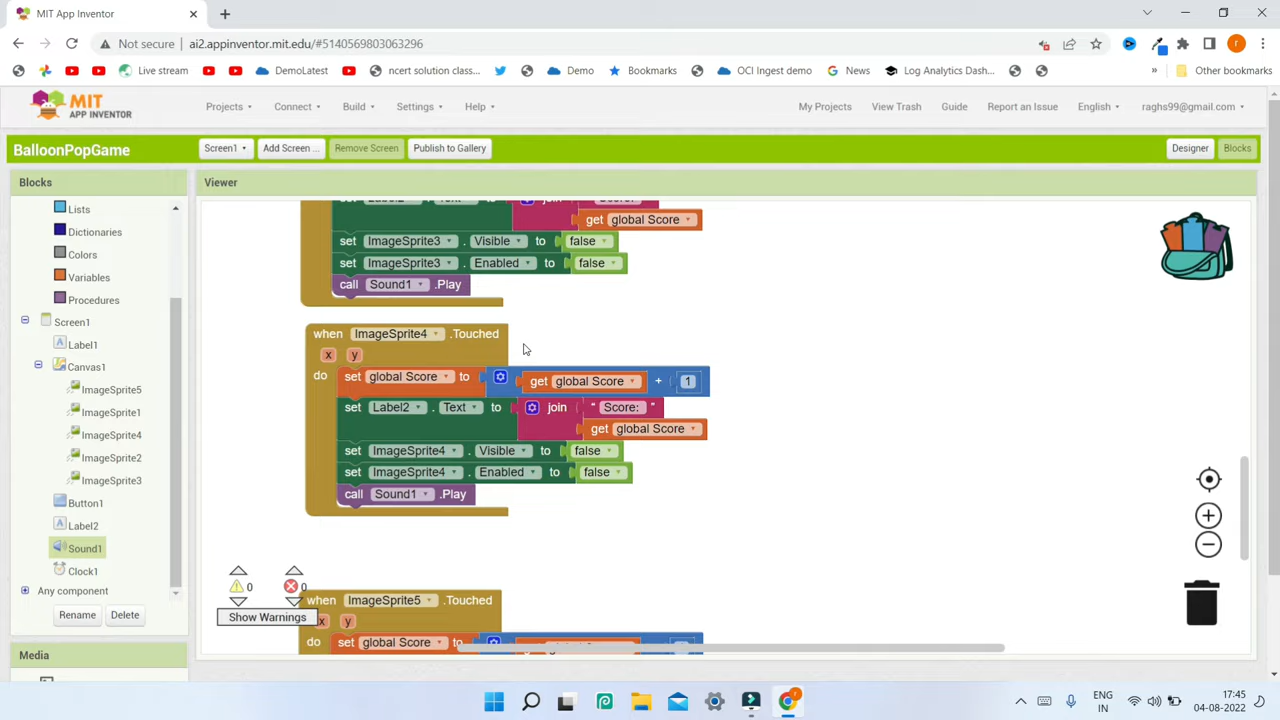 MIT App Inventor
Not secure
ai2.appinventor.mit.edu/#5140569803063296
r
Live stream
DemoLatest
ncert solution class...
Demo
Bookmarks
OCI Ingest demo
News
Log Analytics Dash...
»
Other bookmarks
MIT
APP INVENTOR
Projects
Connect
Build
Settings
Help
My Projects
View Trash
Guide
Report an Issue
English
raghs99@gmail.com
BalloonPopGame
Screen1
Add Screen ...
Remove Screen
Publish to Gallery
Designer
Blocks
Blocks
Viewer
Lists
Dictionaries
Colors
Variables
Procedures
Screen1
Label1
Canvas1
ImageSprite5
ImageSprite1
ImageSprite4
ImageSprite2
ImageSprite3
Button1
Label2
Sound1
Clock1
Any component
Rename
Delete
Media
set Label2 . Text to join "Score: "
get global Score
set ImageSprite3 . Visible to false
set ImageSprite3 . Enabled to false
call Sound1 .Play
when ImageSprite4 .Touched
x y
do set global Score to get global Score + 1
set Label2 . Text to join " Score: "
get global Score
set ImageSprite4 . Visible to false
set ImageSprite4 . Enabled to false
call Sound1 .Play
0 0
Show Warnings
when ImageSprite5 .Touched
x y
do set global Score to
r
ENG
IN
17:45
04-08-2022